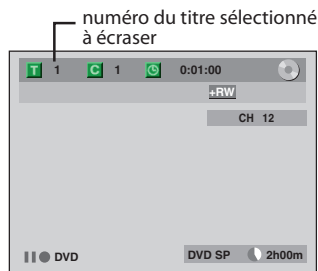 numéro du titre sélectionné
à écraser
T 1 C 1 0:01:00
+RW
CH 12
DVD DVD SP 2h00m